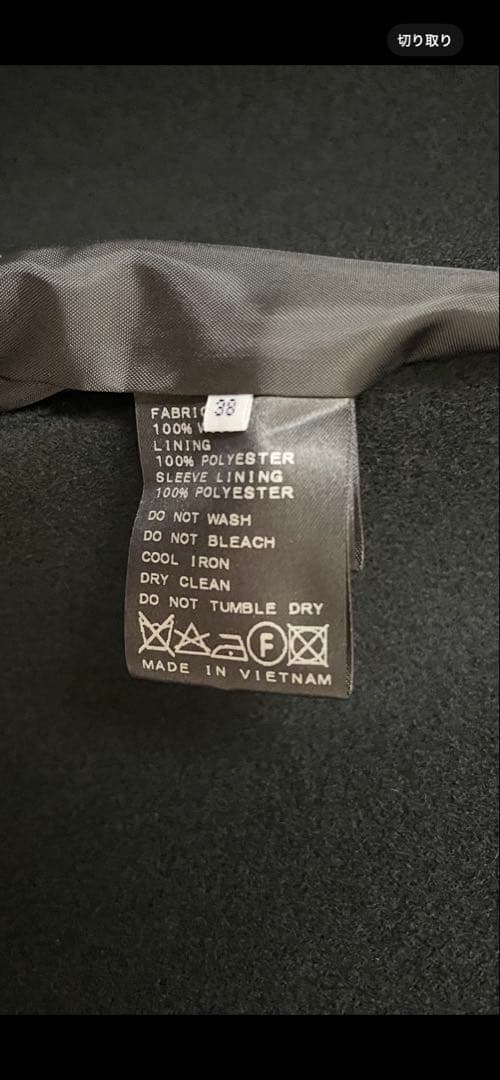 切り取り
38
FABRIC
100%
LINING
100% POLYESTER
SLEEVE LINING
100% POLYESTER
DO NOT WASH
DO NOT BLEACH
COOL IRON
DRY CLEAN
DO NOT TUMBLE DRY
F
MADE IN VIETNAM